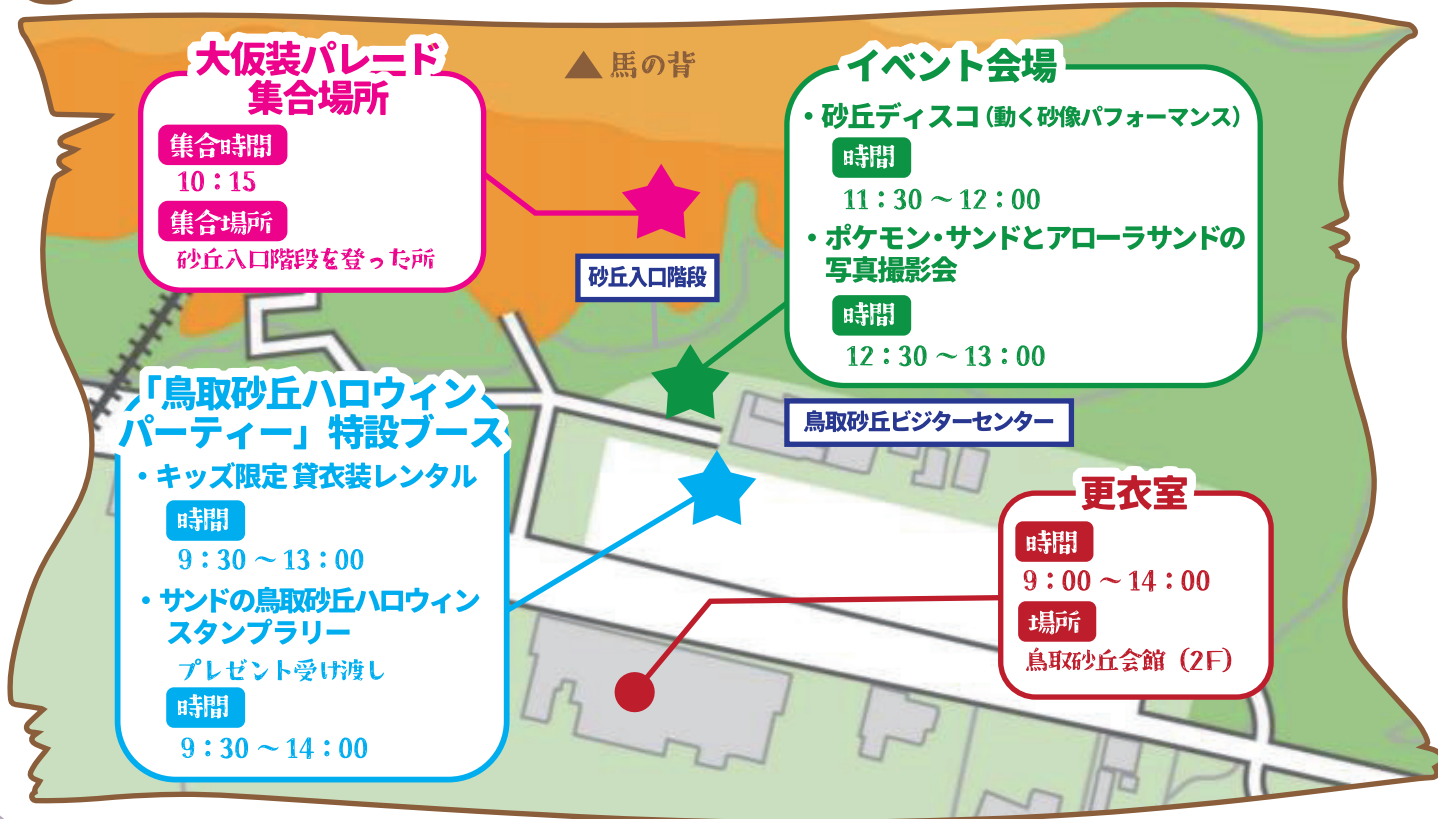 大仮装パレード
集合場所
集合時間
10：15
集合場所
砂丘入口階段を登った所
▲馬の背
イベント会場
・砂丘ディスコ（動く砂像パフォーマンス）
時間
11：30 ～ 12：00
・ポケモン・サンドとアローラサンドの
写真撮影会
時間
12：30 ～ 13：00
砂丘入口階段
鳥取砂丘ビジターセンター
「鳥取砂丘ハロウィン
パーティー」特設ブース
・キッズ限定 貸衣装レンタル
時間
9：30 ～ 13：00
・サンドの鳥取砂丘ハロウィン
スタンプラリー
プレゼント受け渡し
時間
9：30 ～ 14：00
更衣室
時間
9：00 ～ 14：00
場所
鳥取砂丘会館（2F）